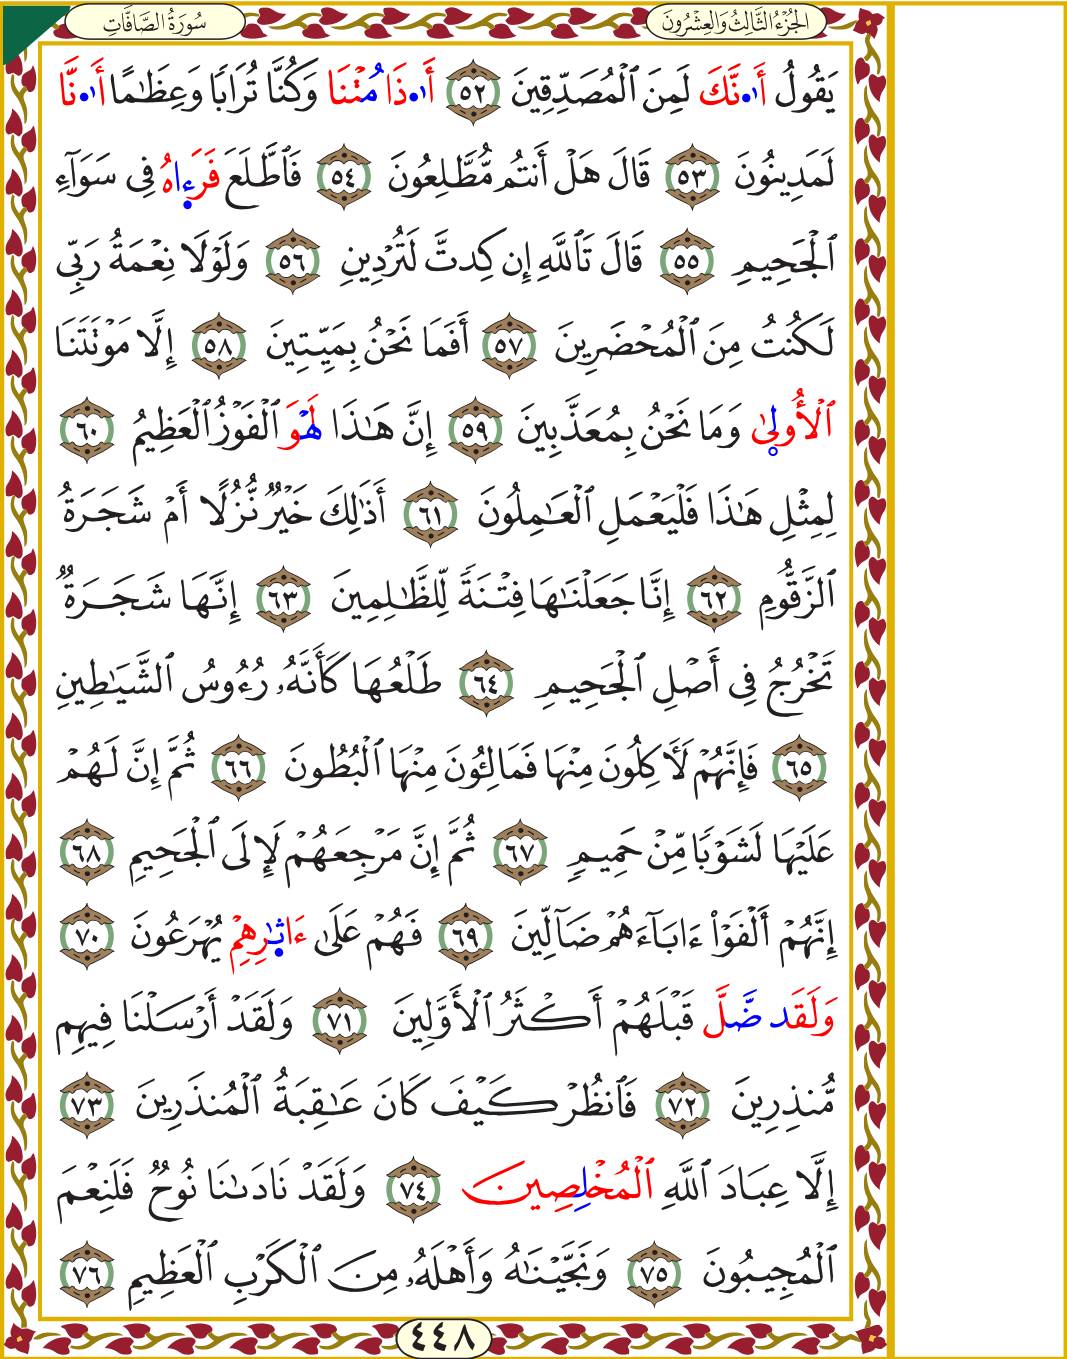 الجُزْءُ الثَّالِثُ وَالعِشْرُونَ
سُورَةُ الصَّافَّاتِ
يَقُولُ أَ۟نَّكَ لَمِنَ ٱلْمُصَدِّقِينَ ٥٢ أَ۟ذَا مُتْنَا وَكُنَّا تُرَابًا وَعِظَٰمًا أَ۟نَّا
لَمَدِينُونَ ٥٣ قَالَ هَلْ أَنتُم مُّطَّلِعُونَ ٥٤ فَٱطَّلَعَ فَرَءِاهُ فِى سَوَآءِ
ٱلْجَحِيمِ ٥٥ قَالَ تَٱللَّهِ إِن كِدتَّ لَتُرْدِينِ ٥٦ وَلَوْلَا نِعْمَةُ رَبِّى
لَكُنتُ مِنَ ٱلْمُحْضَرِينَ ٥٧ أَفَمَا نَحْنُ بِمَيِّتِينَ ٥٨ إِلَّا مَوْتَتَنَا
ٱلْأُولَىٰ وَمَا نَحْنُ بِمُعَذَّبِينَ ٥٩ إِنَّ هَٰذَا لَهْوَ ٱلْفَوْزُ ٱلْعَظِيمُ ٦٠
لِمِثْلِ هَٰذَا فَلْيَعْمَلِ ٱلْعَٰمِلُونَ ٦١ أَذَٰلِكَ خَيْرٌ نُّزُلًا أَمْ شَجَرَةُ
ٱلزَّقُّومِ ٦٢ إِنَّا جَعَلْنَٰهَا فِتْنَةً لِّلظَّٰلِمِينَ ٦٣ إِنَّهَا شَجَرَةٌ
تَخْرُجُ فِى أَصْلِ ٱلْجَحِيمِ ٦٤ طَلْعُهَا كَأَنَّهُۥ رُءُوسُ ٱلشَّيَٰطِينِ
٦٥ فَإِنَّهُمْ لَأَكِلُونَ مِنْهَا فَمَالِـُٔونَ مِنْهَا ٱلْبُطُونَ ٦٦ ثُمَّ إِنَّ لَهُمْ
عَلَيْهَا لَشَوْبًا مِّنْ حَمِيمٍ ٦٧ ثُمَّ إِنَّ مَرْجِعَهُمْ لَإِلَى ٱلْجَحِيمِ ٦٨
إِنَّهُمْ أَلْفَوْا۟ ءَابَآءَهُمْ ضَآلِّينَ ٦٩ فَهُمْ عَلَىٰ ءَاثَٰرِهِمْ يُهْرَعُونَ ٧٠
وَلَقَد ضَّلَّ قَبْلَهُمْ أَكْثَرُ ٱلْأَوَّلِينَ ٧١ وَلَقَدْ أَرْسَلْنَا فِيهِم
مُّنذِرِينَ ٧٢ فَٱنظُرْ كَيْفَ كَانَ عَٰقِبَةُ ٱلْمُنذَرِينَ ٧٣
إِلَّا عِبَادَ ٱللَّهِ ٱلْمُخْلِصِينَ ٧٤ وَلَقَدْ نَادَىٰنَا نُوحٌ فَلَنِعْمَ
ٱلْمُجِيبُونَ ٧٥ وَنَجَّيْنَٰهُ وَأَهْلَهُۥ مِنَ ٱلْكَرْبِ ٱلْعَظِيمِ ٧٦
٤٤٨